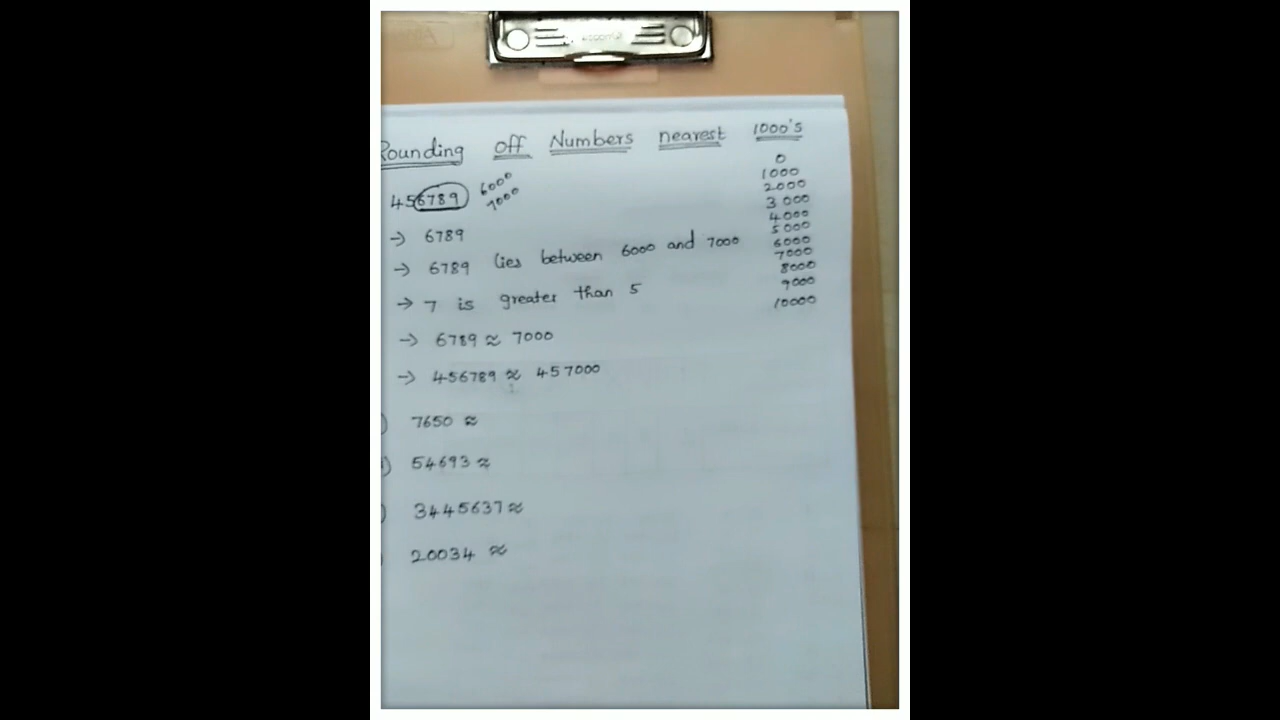 Rounding off Numbers nearest 1000's
456789 6000
7000
0
1000
2000
3000
4000
5000
6000
7000
8000
9000
10000
→ 6789
→ 6789 lies between 6000 and 7000
→ 7 is greater than 5
→ 6789 ≈ 7000
→ 456789 ≈ 457000
) 7650 ≈
) 54693 ≈
) 3445637 ≈
) 20034 ≈